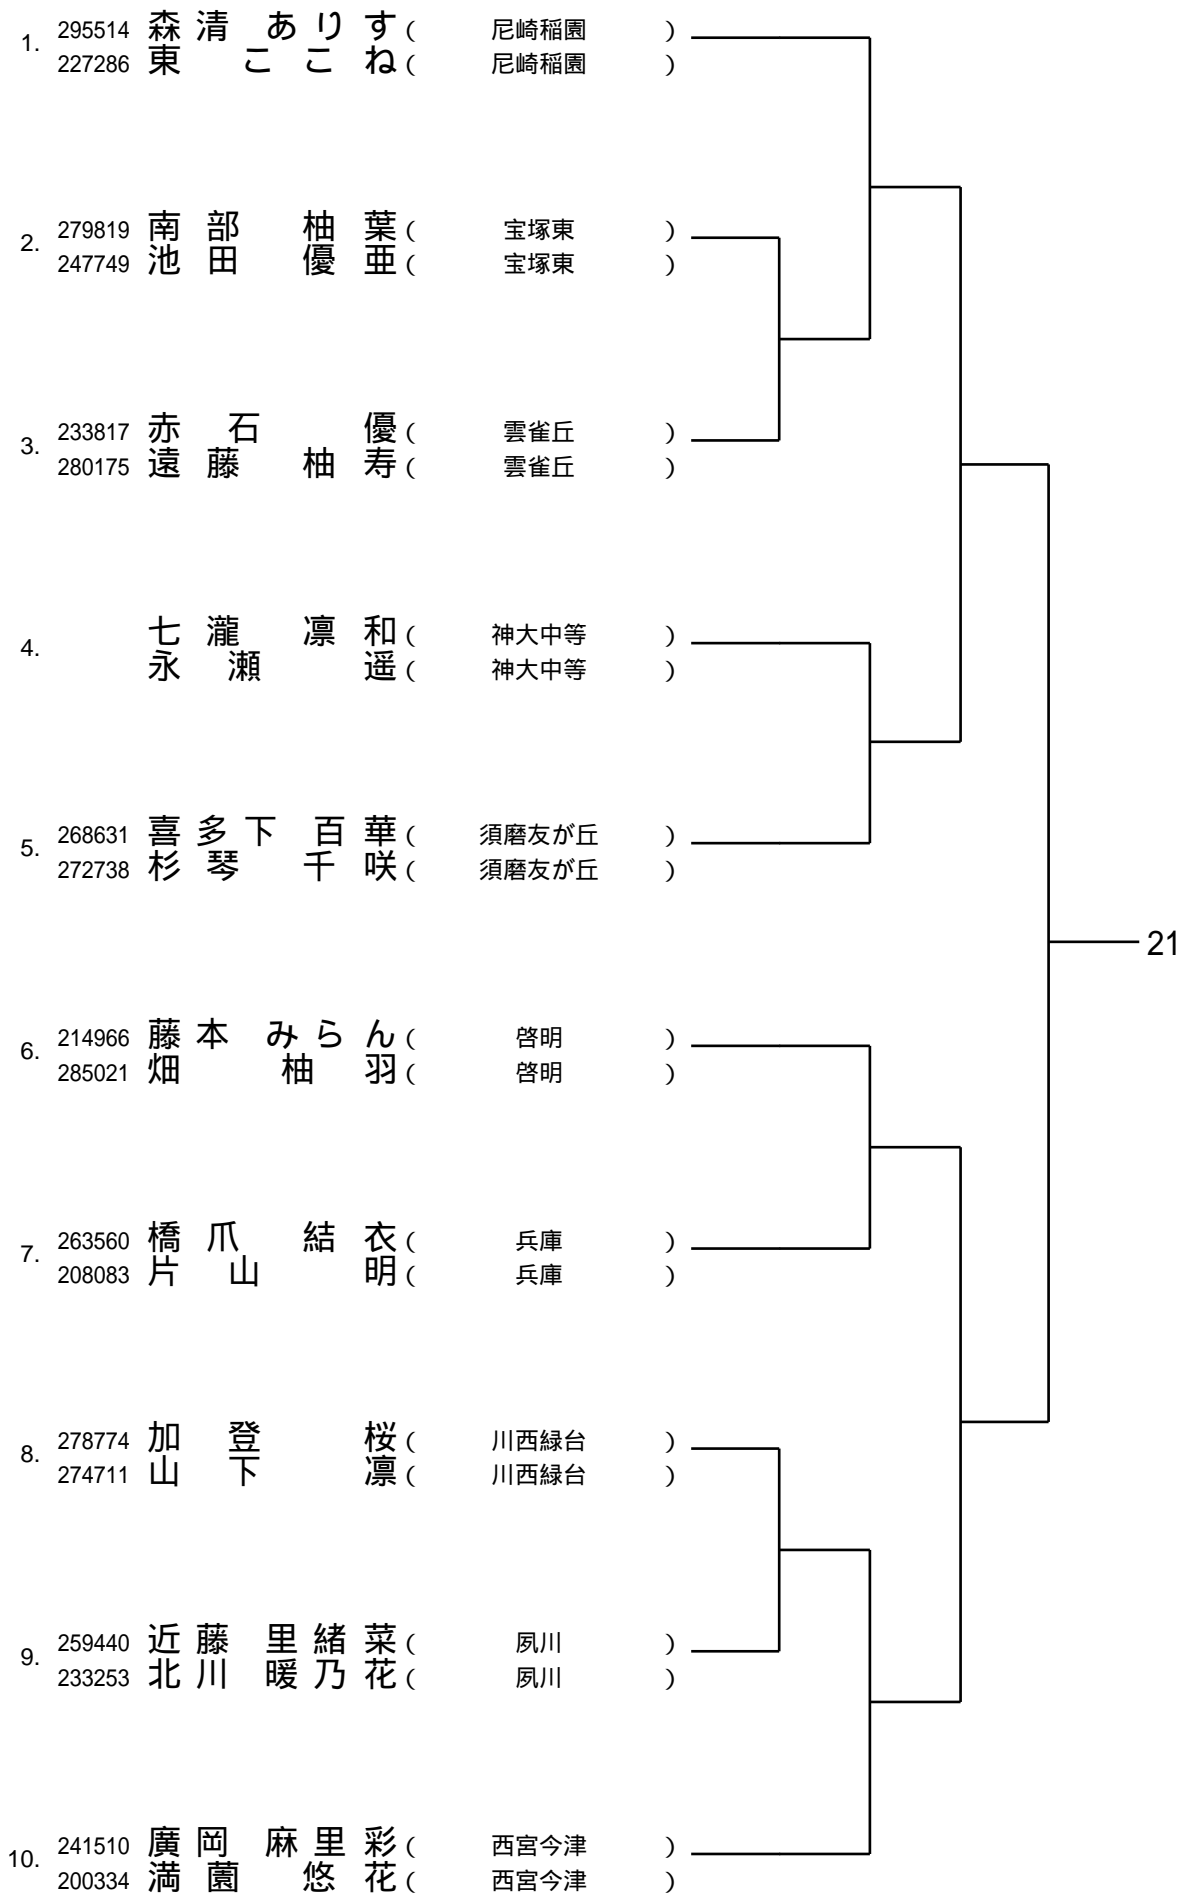 1. 295514 森清 ありす ( 尼崎稲園 )
227286 東 ここね ( 尼崎稲園 )
2. 279819 南部 柚葉 ( 宝塚東 )
247749 池田 優亜 ( 宝塚東 )
3. 233817 赤石 優 ( 雲雀丘 )
280175 遠藤 柚寿 ( 雲雀丘 )
4. 七瀧 凛和 ( 神大中等 )
永瀬 遥 ( 神大中等 )
5. 268631 喜多下 百華 ( 須磨友が丘 )
272738 杉琴 千咲 ( 須磨友が丘 )
21
6. 214966 藤本 みらん ( 啓明 )
285021 畑 柚羽 ( 啓明 )
7. 263560 橋爪 結衣 ( 兵庫 )
208083 片山 明 ( 兵庫 )
8. 278774 加登 桜 ( 川西緑台 )
274711 山下 凛 ( 川西緑台 )
9. 259440 近藤 里緒菜 ( 夙川 )
233253 北川 暖乃花 ( 夙川 )
10. 241510 廣岡 麻里彩 ( 西宮今津 )
200334 満薗 悠花 ( 西宮今津 )